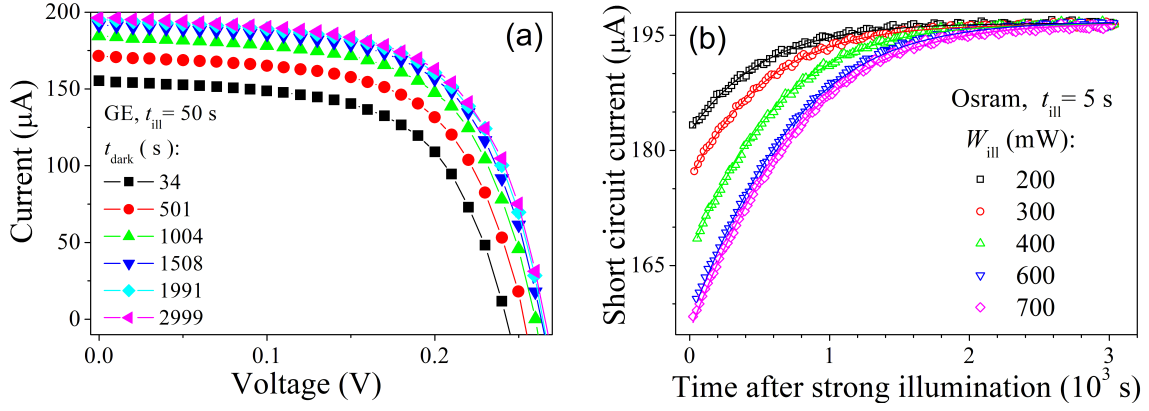 (a)
200
150
100
50
0
Current (μA)
GE, t_ill = 50 s
t_dark ( s ):
34
501
1004
1508
1991
2999
0.0 0.1 0.2
Voltage (V)
(b)
195
180
165
Short circuit current (μA)
Osram, t_ill = 5 s
W_ill (mW):
200
300
400
600
700
0 1 2 3
Time after strong illumination (10³ s)